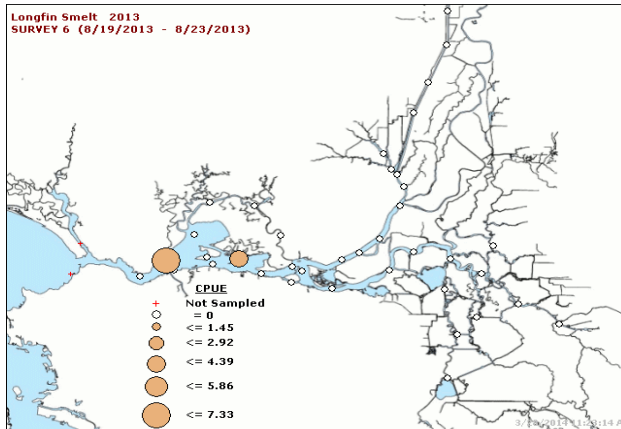 Longfin Smelt 2013
SURVEY 6 (8/19/2013 - 8/23/2013)
CPUE
Not Sampled
= 0
<= 1.45
<= 2.92
<= 4.39
<= 5.86
<= 7.33